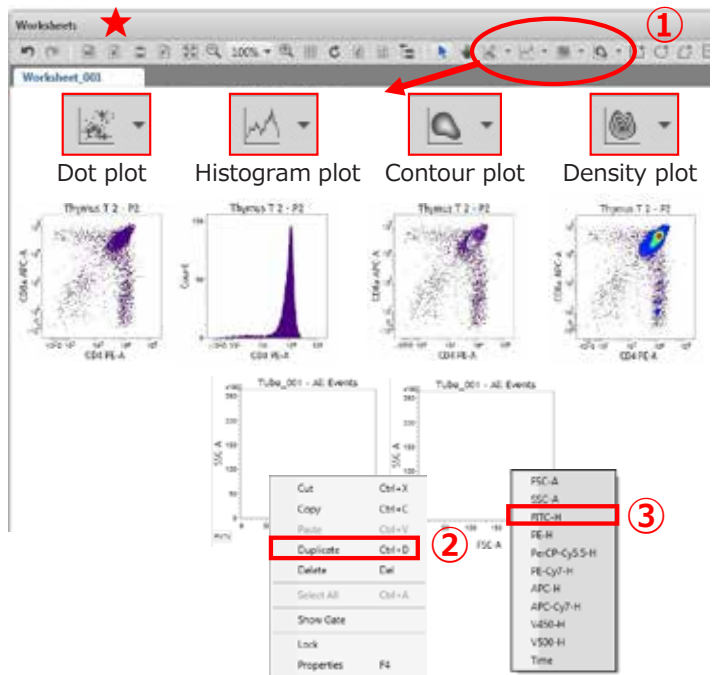 Worksheets
①
100%
Worksheet_001
Dot plot
Histogram plot
Contour plot
Density plot
Thymus T 2 - P2
Thymus T 2 - P2
Thymus T 2 - P2
Thymus T 2 - P2
CD8a APC-A
Count
CD8a APC-A
CD8a APC-A
CD4 PE-A
CD4 PE-A
CD4 PE-A
CD4 PE-A
Tube_001 - All Events
Tube_001 - All Events
SSC-A
SSC-A
FSC-A
Cut Ctrl+X
Copy Ctrl+C
Paste Ctrl+V
Duplicate Ctrl+D
②
Delete Del
Select All Ctrl+A
Show Gate
Lock
Properties F4
FSC-A
SSC-A
FITC-H
③
PE-H
PerCP-Cy5.5-H
PE-Cy7-H
APC-H
APC-Cy7-H
V450-H
V500-H
Time